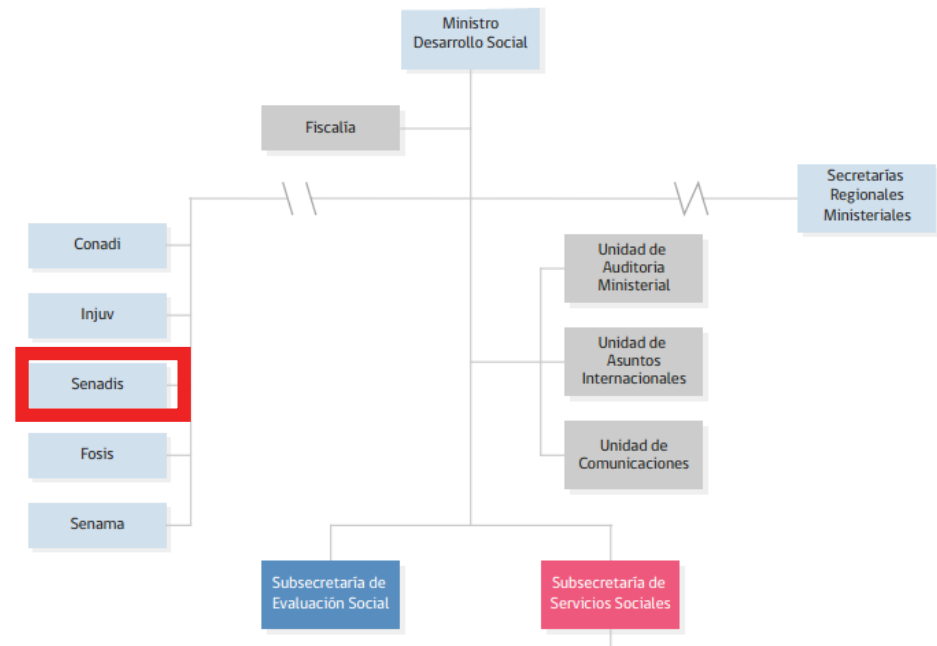 Ministro
Desarrollo Social
Fiscalía
Secretarías
Regionales
Ministeriales
Conadi
Injuv
Senadis
Fosis
Senama
Unidad de
Auditoria
Ministerial
Unidad de
Asuntos
Internacionales
Unidad de
Comunicaciones
Subsecretaría de
Evaluación Social
Subsecretaría de
Servicios Sociales